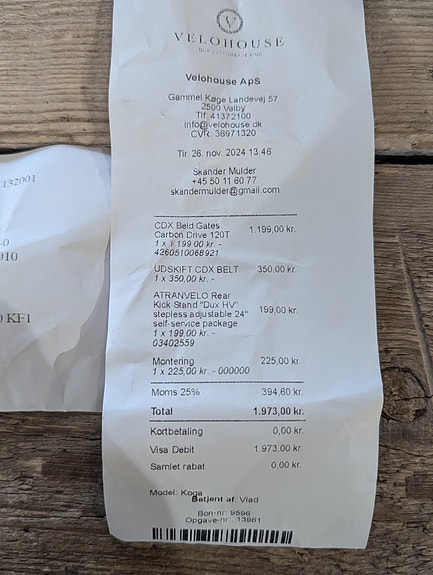 132001
-0
010
0 KF1
V
VELOHOUSE
Velohouse ApS
Gammel Køge Landevej 57
2500 Valby
Tlf: 41372100
info@velohouse.dk
CVR: 36971320
Tir 26. nov. 2024 13.46
Skander Mulder
+45 50 11 60 77
skandermulder@gmail.com
CDX Beld Gates
Carbon Drive 120T 1.199,00 kr.
1 x 1.199,00 kr. -
4260510068921
UDSKIFT CDX BELT 350,00 kr.
1 x 350,00 kr. -
ATRANVELO Rear
Kick Stand "Dux HV" 199,00 kr.
stepless,adjustable 24"
self-service package
1 x 199,00 kr. -
03402559
Montering 225,00 kr.
1 x 225,00 kr. - 000000
Moms 25% 394,60 kr.
Total 1.973,00 kr.
Kortbetaling 0,00 kr.
Visa Debit 1.973,00 kr.
Samlet rabat 0,00 kr.
Model: Koga
Betjent af: Vlad
Bon-nr: 9596
Opgave-nr.: 13961